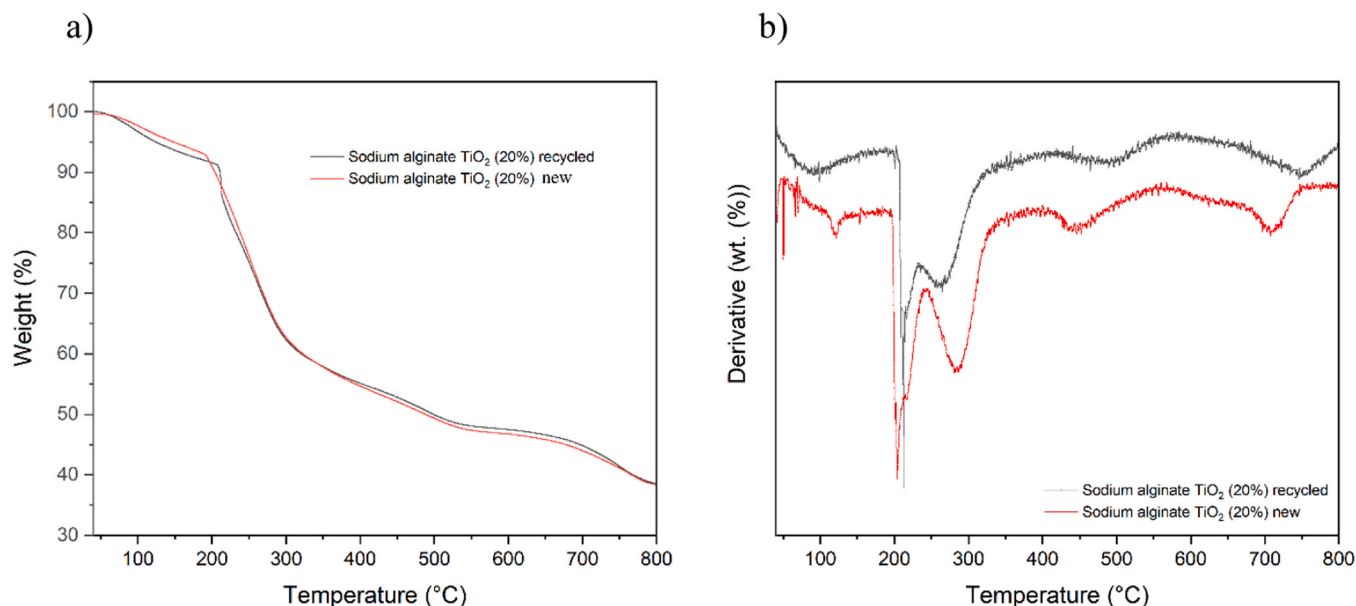 a)
Weight (%)
100
90
80
70
60
50
40
30
Sodium alginate TiO₂ (20%) recycled
Sodium alginate TiO₂ (20%) new
100 200 300 400 500 600 700 800
Temperature (°C)
b)
Derivative (wt. (%))
Sodium alginate TiO₂ (20%) recycled
Sodium alginate TiO₂ (20%) new
100 200 300 400 500 600 700 800
Temperature (°C)